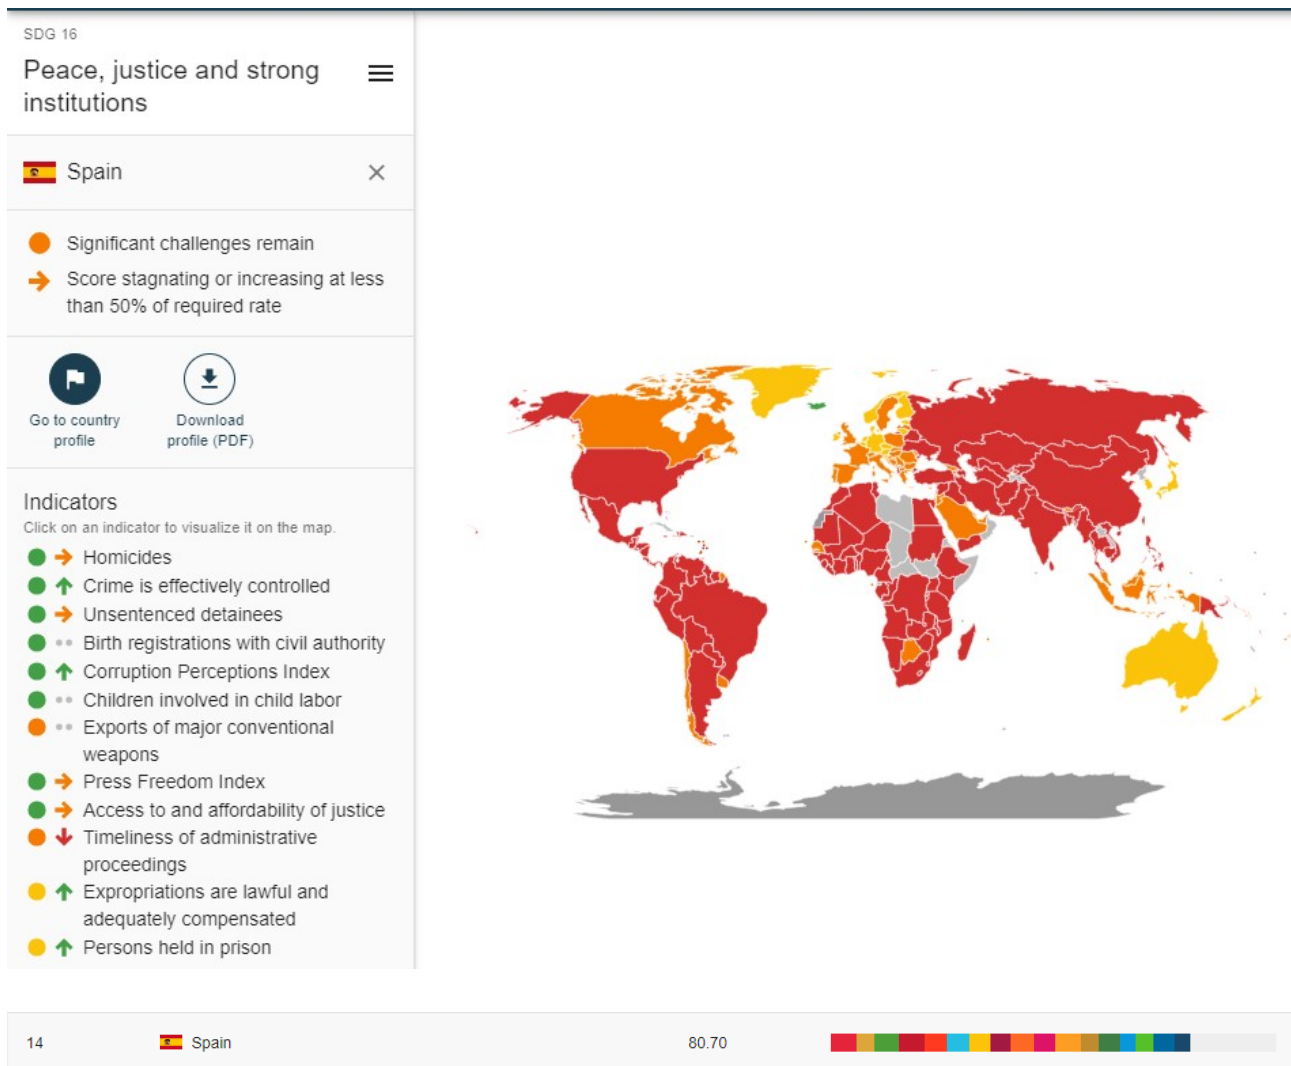 SDG 16
Peace, justice and strong
institutions
Spain
Significant challenges remain
Score stagnating or increasing at less
than 50% of required rate
Go to country
profile
Download
profile (PDF)
Indicators
Click on an indicator to visualize it on the map.
Homicides
Crime is effectively controlled
Unsentenced detainees
Birth registrations with civil authority
Corruption Perceptions Index
Children involved in child labor
Exports of major conventional
weapons
Press Freedom Index
Access to and affordability of justice
Timeliness of administrative
proceedings
Expropriations are lawful and
adequately compensated
Persons held in prison
14 Spain 80.70